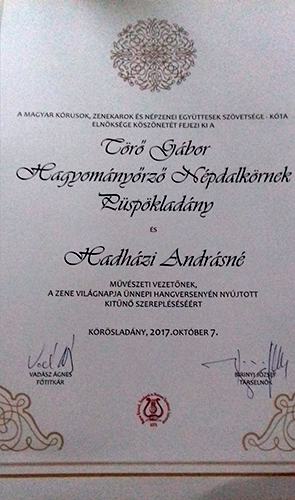 A MAGYAR KÓRUSOK, ZENEKAROK ÉS NÉPZENEI EGYÜTTESEK SZÖVETSÉGE - KÓTA
ELNÖKSÉGE KÖSZÖNETÉT FEJEZI KI A
Törő Gábor
Hagyományőrző Népdalkörnek
Püspökladány
ÉS
Hadházi Andrásné
MŰVÉSZETI VEZETŐNEK,
A ZENE VILÁGNAPJA ÜNNEPI HANGVERSENYÉN NYÚJTOTT
KITŰNŐ SZEREPLÉSÉÉRT
KÖRÖSLADÁNY, 2017.OKTÓBER 7.
VADÁSZ ÁGNES
FŐTITKÁR
BIRINYI JÓZSEF
TÁRSELNÖK